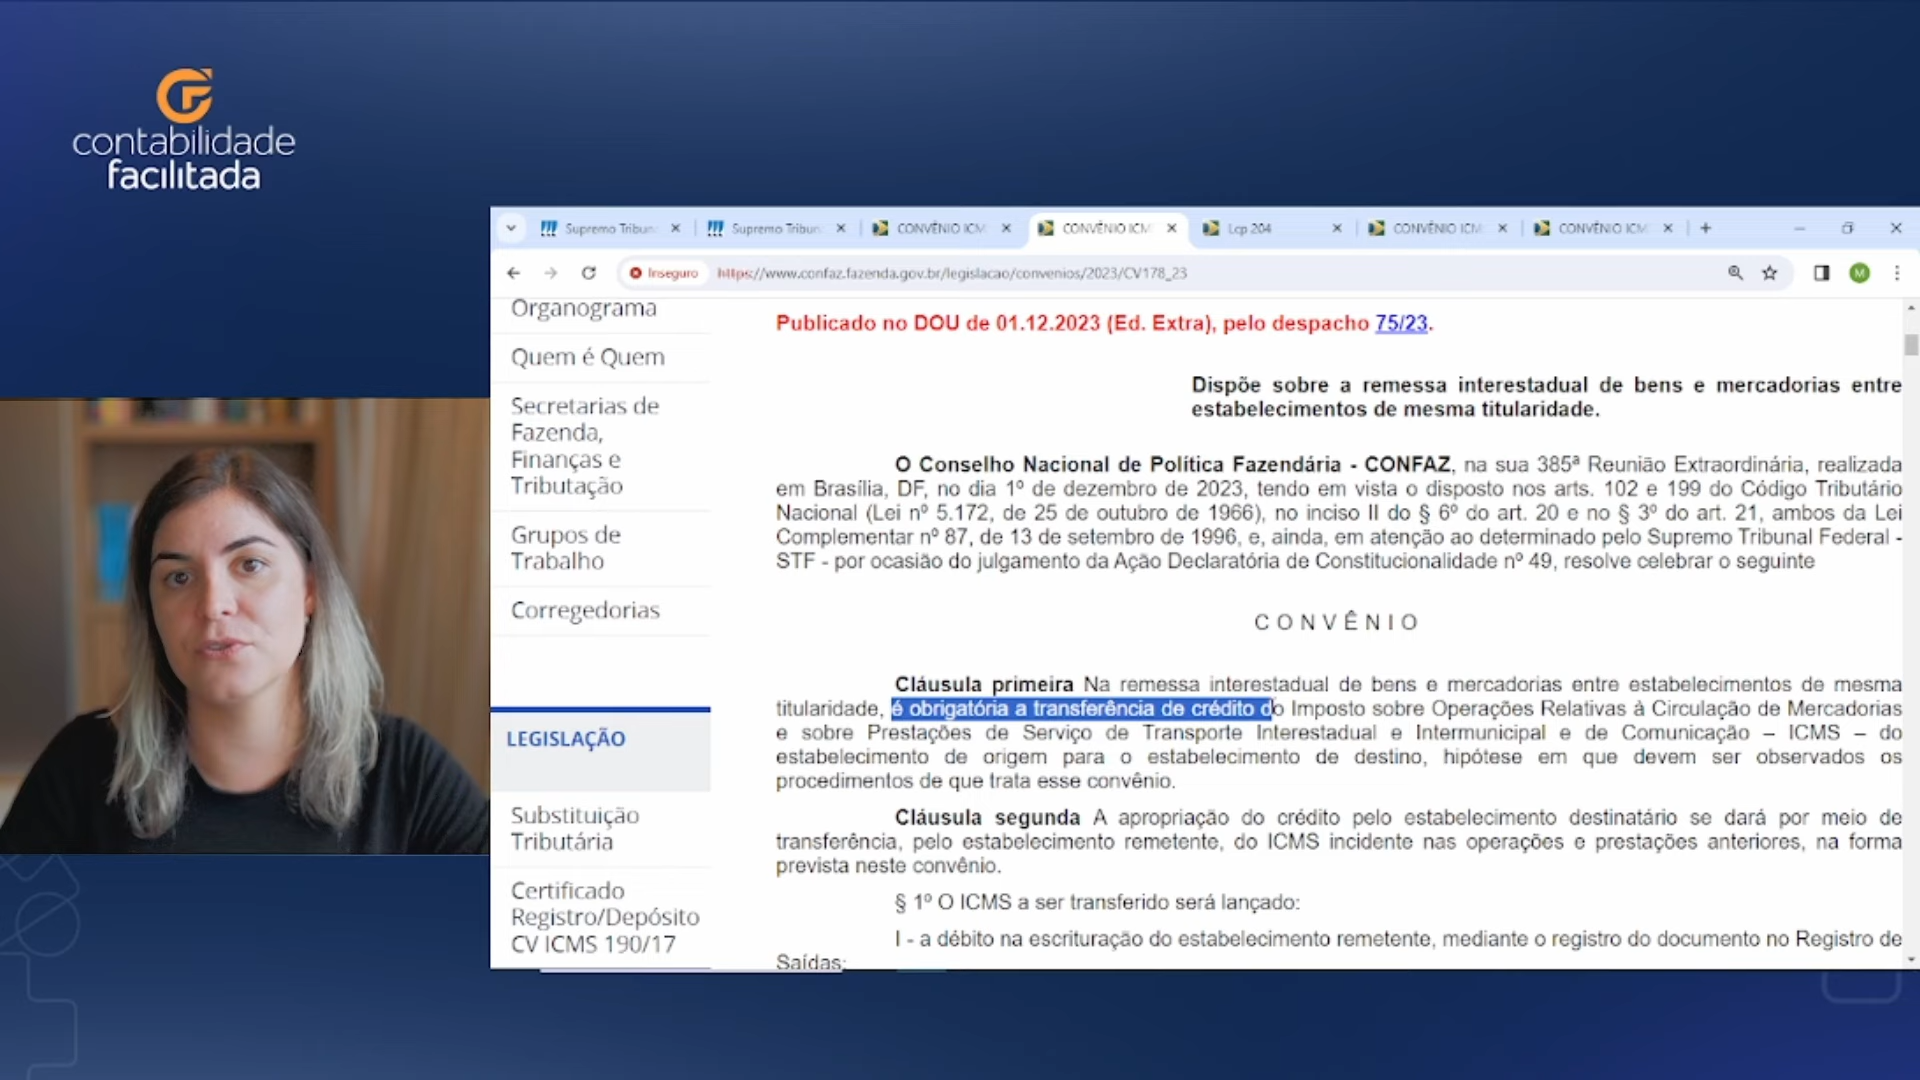 contabilidade
facilitada
Supremo Tribun
Supremo Tribun
CONVÊNIO ICM
CONVÊNIO ICM
Lcp 204
CONVÊNIO ICM
CONVÊNIO ICM
Inseguro
https://www.confaz.fazenda.gov.br/legislacao/convenios/2023/CV178_23
M
Organograma
Quem é Quem
Secretarias de
Fazenda,
Finanças e
Tributação
Grupos de
Trabalho
Corregedorias
LEGISLAÇÃO
Substituição
Tributária
Certificado
Registro/Depósito
CV ICMS 190/17
Publicado no DOU de 01.12.2023 (Ed. Extra), pelo despacho 75/23.
Dispõe sobre a remessa interestadual de bens e mercadorias entre
estabelecimentos de mesma titularidade.
O Conselho Nacional de Política Fazendária - CONFAZ, na sua 385ª Reunião Extraordinária, realizada
em Brasília, DF, no dia 1º de dezembro de 2023, tendo em vista o disposto nos arts. 102 e 199 do Código Tributário
Nacional (Lei nº 5.172, de 25 de outubro de 1966), no inciso II do § 6º do art. 20 e no § 3º do art. 21, ambos da Lei
Complementar nº 87, de 13 de setembro de 1996, e, ainda, em atenção ao determinado pelo Supremo Tribunal Federal -
STF - por ocasião do julgamento da Ação Declaratória de Constitucionalidade nº 49, resolve celebrar o seguinte
C O N V Ê N I O
Cláusula primeira Na remessa interestadual de bens e mercadorias entre estabelecimentos de mesma
titularidade, é obrigatória a transferência de crédito do Imposto sobre Operações Relativas à Circulação de Mercadorias
e sobre Prestações de Serviço de Transporte Interestadual e Intermunicipal e de Comunicação – ICMS – do
estabelecimento de origem para o estabelecimento de destino, hipótese em que devem ser observados os
procedimentos de que trata esse convênio.
Cláusula segunda A apropriação do crédito pelo estabelecimento destinatário se dará por meio de
transferência, pelo estabelecimento remetente, do ICMS incidente nas operações e prestações anteriores, na forma
prevista neste convênio.
§ 1º O ICMS a ser transferido será lançado:
I - a débito na escrituração do estabelecimento remetente, mediante o registro do documento no Registro de
Saídas;